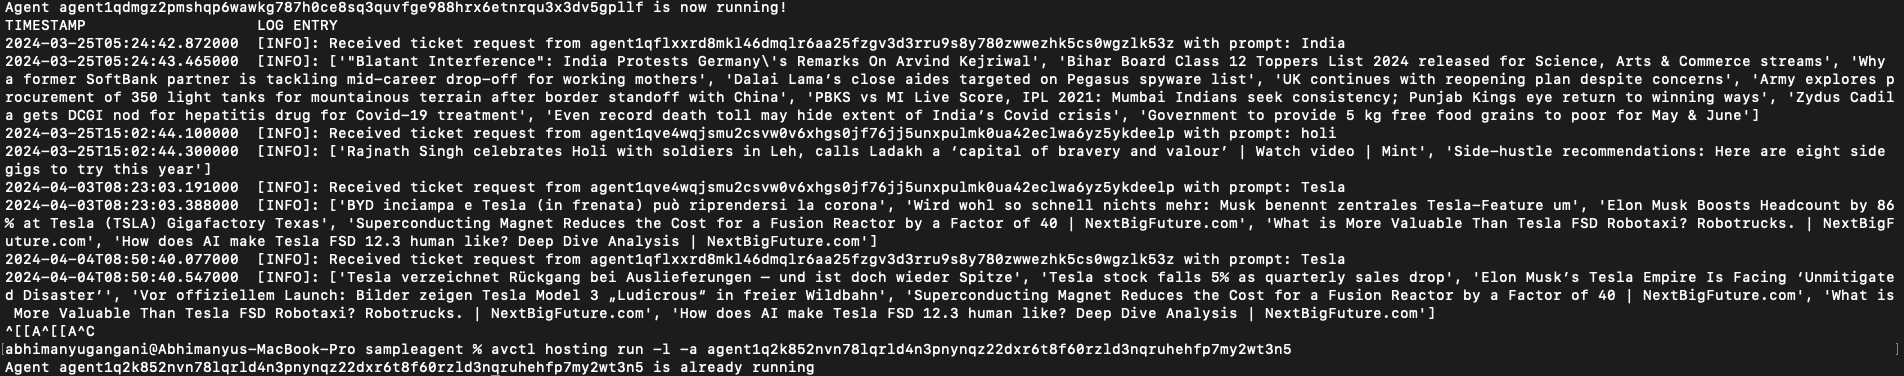 Agent agent1qdmgz2pmshqp6wawkg787h0ce8sq3quvfge988hrx6etnrqu3x3dv5gpllf is now running!
TIMESTAMP                   LOG ENTRY
2024-03-25T05:24:42.872000  [INFO]: Received ticket request from agent1qflxxrd8mkl46dmqlr6aa25fzgv3d3rru9s8y780zwwezhk5cs0wgzlk53z with prompt: India
2024-03-25T05:24:43.465000  [INFO]: ['"Blatant Interference": India Protests Germany\'s Remarks On Arvind Kejriwal', 'Bihar Board Class 12 Toppers List 2024 released for Science, Arts & Commerce streams', 'Why
a former SoftBank partner is tackling mid-career drop-off for working mothers', 'Dalai Lama’s close aides targeted on Pegasus spyware list', 'UK continues with reopening plan despite concerns', 'Army explores p
rocurement of 350 light tanks for mountainous terrain after border standoff with China', 'PBKS vs MI Live Score, IPL 2021: Mumbai Indians seek consistency; Punjab Kings eye return to winning ways', 'Zydus Cadil
a gets DCGI nod for hepatitis drug for Covid-19 treatment', 'Even record death toll may hide extent of India’s Covid crisis', 'Government to provide 5 kg free food grains to poor for May & June']
2024-03-25T15:02:44.100000  [INFO]: Received ticket request from agent1qve4wqjsmu2csvw0v6xhgs0jf76jj5unxpulmk0ua42eclwa6yz5ykdeelp with prompt: holi
2024-03-25T15:02:44.300000  [INFO]: ['Rajnath Singh celebrates Holi with soldiers in Leh, calls Ladakh a ‘capital of bravery and valour’ | Watch video | Mint', 'Side-hustle recommendations: Here are eight side
gigs to try this year']
2024-04-03T08:23:03.191000  [INFO]: Received ticket request from agent1qve4wqjsmu2csvw0v6xhgs0jf76jj5unxpulmk0ua42eclwa6yz5ykdeelp with prompt: Tesla
2024-04-03T08:23:03.388000  [INFO]: ['BYD inciampa e Tesla (in frenata) può riprendersi la corona', 'Wird wohl so schnell nichts mehr: Musk benennt zentrales Tesla-Feature um', 'Elon Musk Boosts Headcount by 86
% at Tesla (TSLA) Gigafactory Texas', 'Superconducting Magnet Reduces the Cost for a Fusion Reactor by a Factor of 40 | NextBigFuture.com', 'What is More Valuable Than Tesla FSD Robotaxi? Robotrucks. | NextBigF
uture.com', 'How does AI make Tesla FSD 12.3 human like? Deep Dive Analysis | NextBigFuture.com']
2024-04-04T08:50:40.077000  [INFO]: Received ticket request from agent1qflxxrd8mkl46dmqlr6aa25fzgv3d3rru9s8y780zwwezhk5cs0wgzlk53z with prompt: Tesla
2024-04-04T08:50:40.547000  [INFO]: ['Tesla verzeichnet Rückgang bei Auslieferungen – und ist doch wieder Spitze', 'Tesla stock falls 5% as quarterly sales drop', 'Elon Musk’s Tesla Empire Is Facing ‘Unmitigate
d Disaster’', 'Vor offiziellem Launch: Bilder zeigen Tesla Model 3 „Ludicrous“ in freier Wildbahn', 'Superconducting Magnet Reduces the Cost for a Fusion Reactor by a Factor of 40 | NextBigFuture.com', 'What is
More Valuable Than Tesla FSD Robotaxi? Robotrucks. | NextBigFuture.com', 'How does AI make Tesla FSD 12.3 human like? Deep Dive Analysis | NextBigFuture.com']
^[[A^[[A^C
[abhimanyugangani@Abhimanyus-MacBook-Pro sampleagent % avctl hosting run -l -a agent1q2k852nvn78lqrld4n3pnynqz22dxr6t8f60rzld3nqruhehfp7my2wt3n5 ]
Agent agent1q2k852nvn78lqrld4n3pnynqz22dxr6t8f60rzld3nqruhehfp7my2wt3n5 is already running